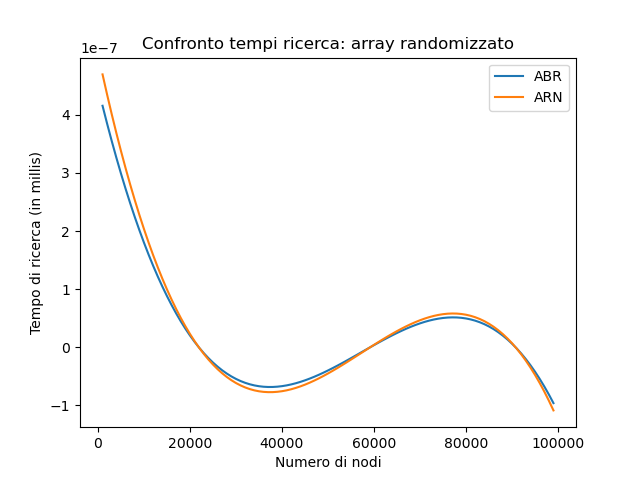 Confronto tempi ricerca: array randomizzato
1e−7
ABR
ARN
4
3
2
1
0
−1
Tempo di ricerca (in millis)
0 20000 40000 60000 80000 100000
Numero di nodi